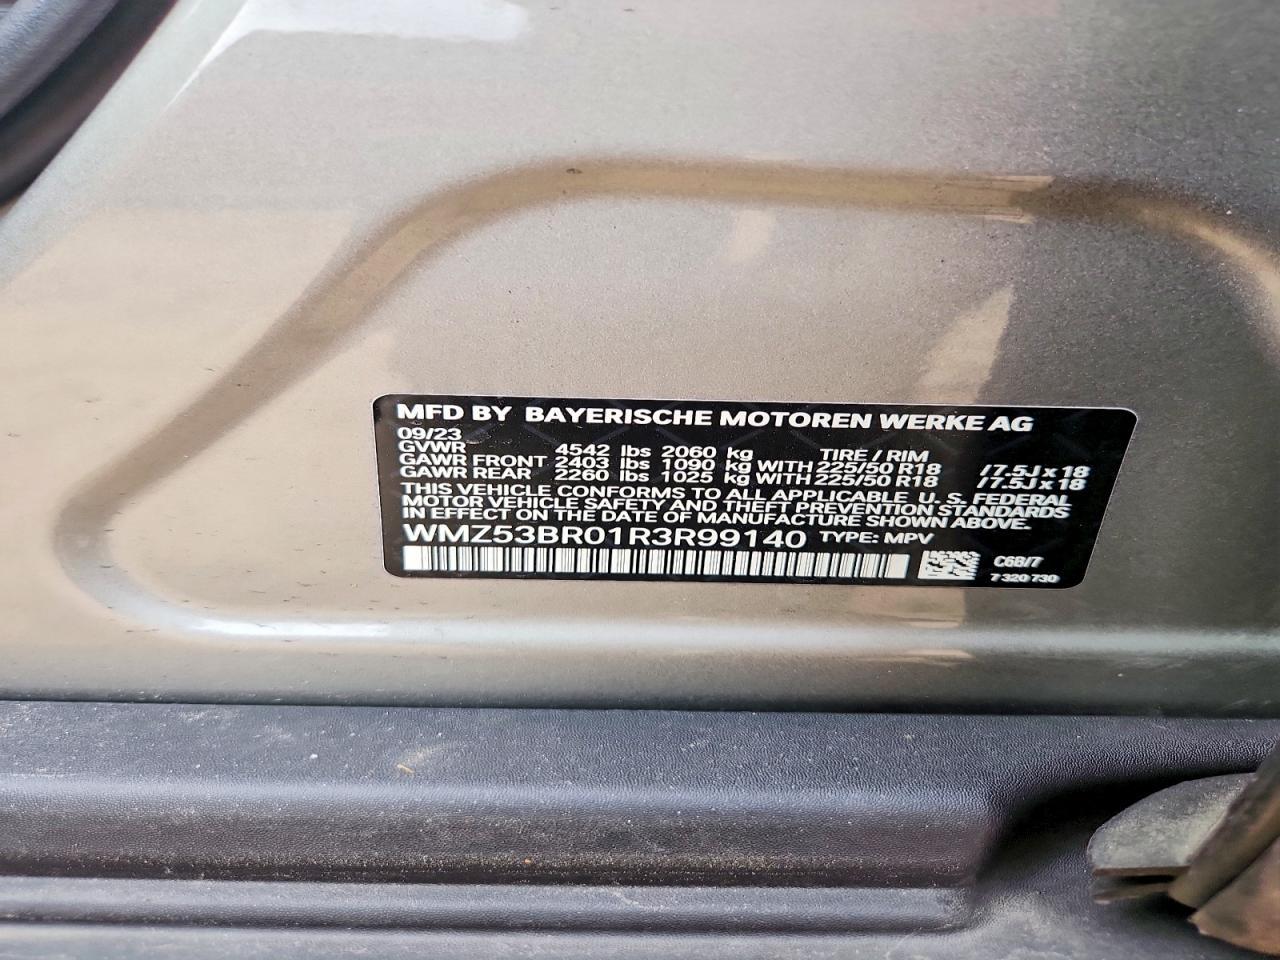 MFD BY BAYERISCHE MOTOREN WERKE AG
09/23
GVWR 4542 lbs 2060 kg TIRE / RIM
GAWR FRONT 2403 lbs 1090 kg WITH 225/50 R18 /7.5J x 18
GAWR REAR 2260 lbs 1025 kg WITH 225/50 R18 /7.5J x 18
THIS VEHICLE CONFORMS TO ALL APPLICABLE U. S. FEDERAL
MOTOR VEHICLE SAFETY AND THEFT PREVENTION STANDARDS
IN EFFECT ON THE DATE OF MANUFACTURE SHOWN ABOVE.
WMZ53BR01R3R99140 TYPE: MPV
C6B/7
7 320 730